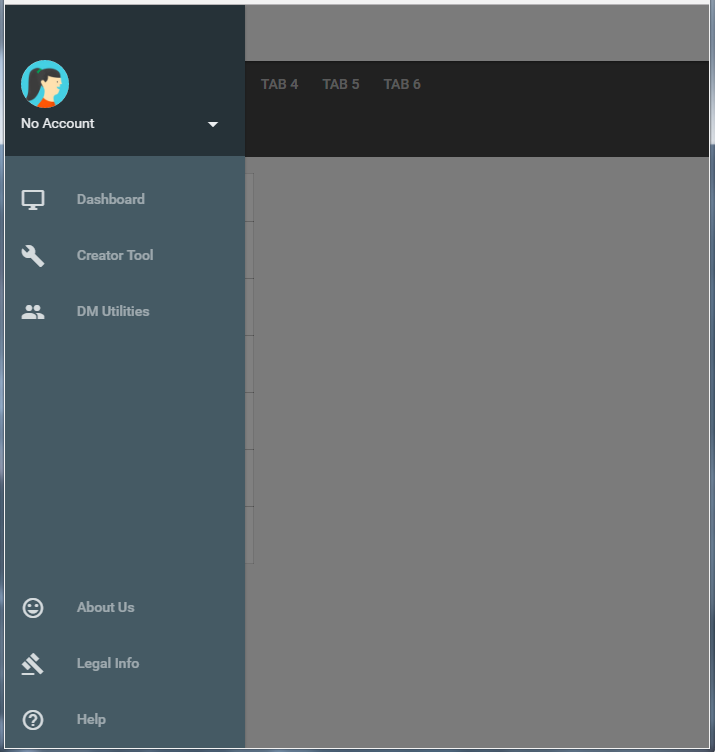 TAB 4 TAB 5 TAB 6
No Account
Dashboard
Creator Tool
DM Utilities
About Us
Legal Info
Help